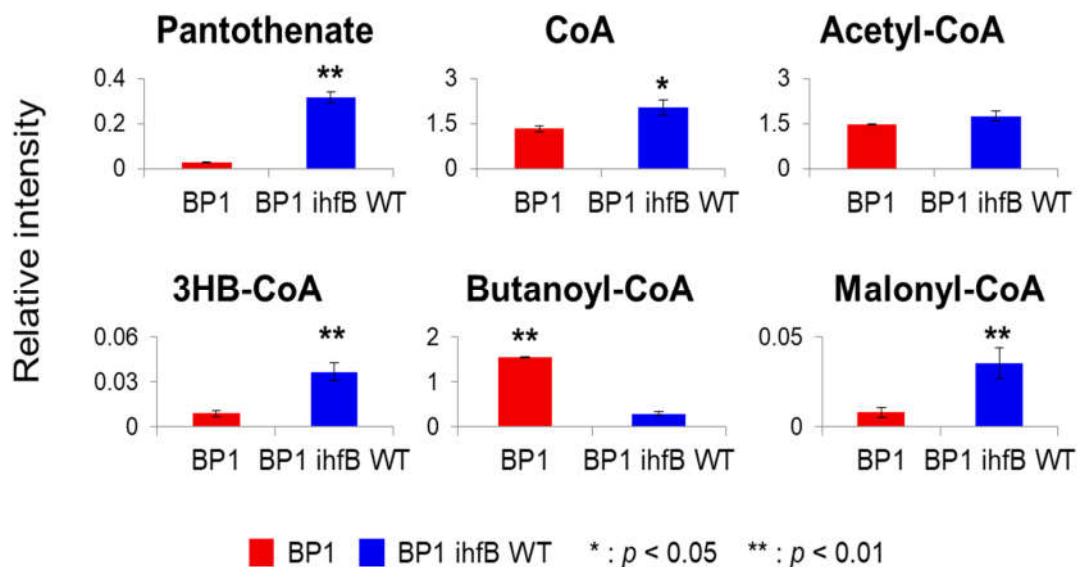 Relative intensity
Pantothenate
0.4
**
0.2
0
BP1 BP1 ihfB WT
CoA
3
*
1.5
0
BP1 BP1 ihfB WT
Acetyl-CoA
3
1.5
0
BP1 BP1 ihfB WT
3HB-CoA
0.06
**
0.03
0
BP1 BP1 ihfB WT
Butanoyl-CoA
2
**
1
0
BP1 BP1 ihfB WT
Malonyl-CoA
0.05
**
0
BP1 BP1 ihfB WT
BP1 BP1 ihfB WT * : p < 0.05 ** : p < 0.01